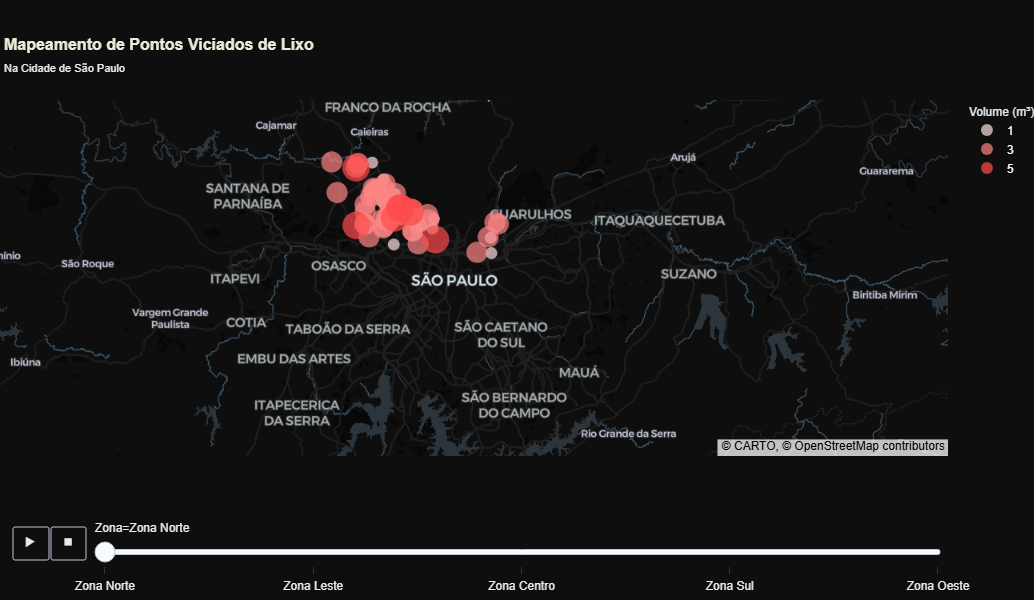 Mapeamento de Pontos Viciados de Lixo
Na Cidade de São Paulo
FRANCO DA ROCHA
Cajamar
Caieiras
Volume (m³)
1
3
5
Arujá
Guararema
SANTANA DE
PARNAÍBA
GUARULHOS
ITAQUAQUECETUBA
São Roque
OSASCO
ITAPEVI
SÃO PAULO
SUZANO
Biritiba Mirim
Vargem Grande
Paulista
COTIA
TABOÃO DA SERRA
SÃO CAETANO
DO SUL
Ibiúna
EMBU DAS ARTES
MAUÁ
ITAPECERICA
DA SERRA
SÃO BERNARDO
DO CAMPO
Rio Grande da Serra
© CARTO, © OpenStreetMap contributors
Zona=Zona Norte
Zona Norte
Zona Leste
Zona Centro
Zona Sul
Zona Oeste